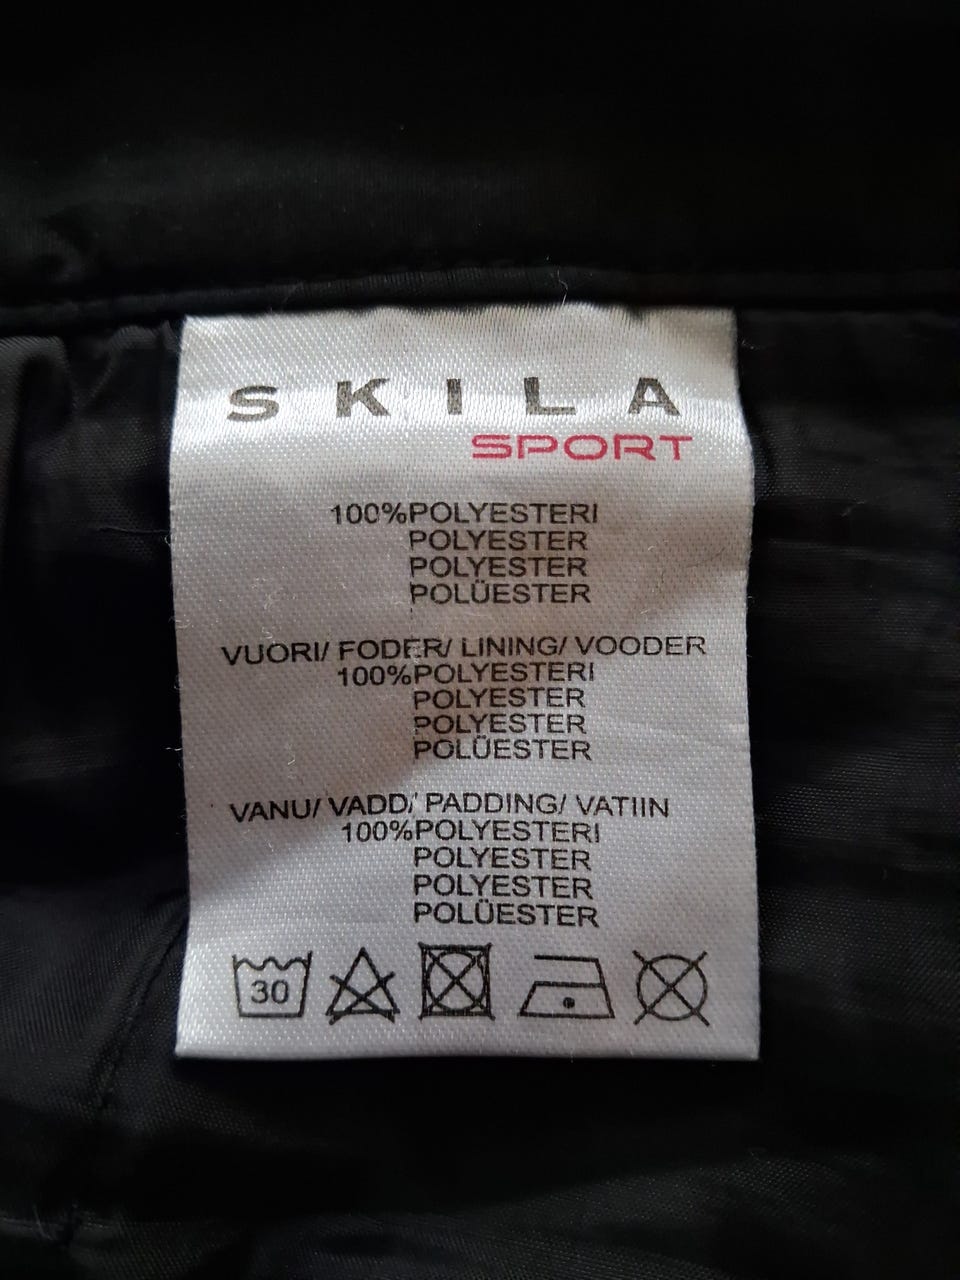 SKILA
SPORT
100%POLYESTERI
POLYESTER
POLYESTER
POLÜESTER
VUORI/ FODER/ LINING/ VOODER
100%POLYESTERI
POLYESTER
POLYESTER
POLÜESTER
VANU/ VADD/ PADDING/ VATIIN
100%POLYESTERI
POLYESTER
POLYESTER
POLÜESTER
30